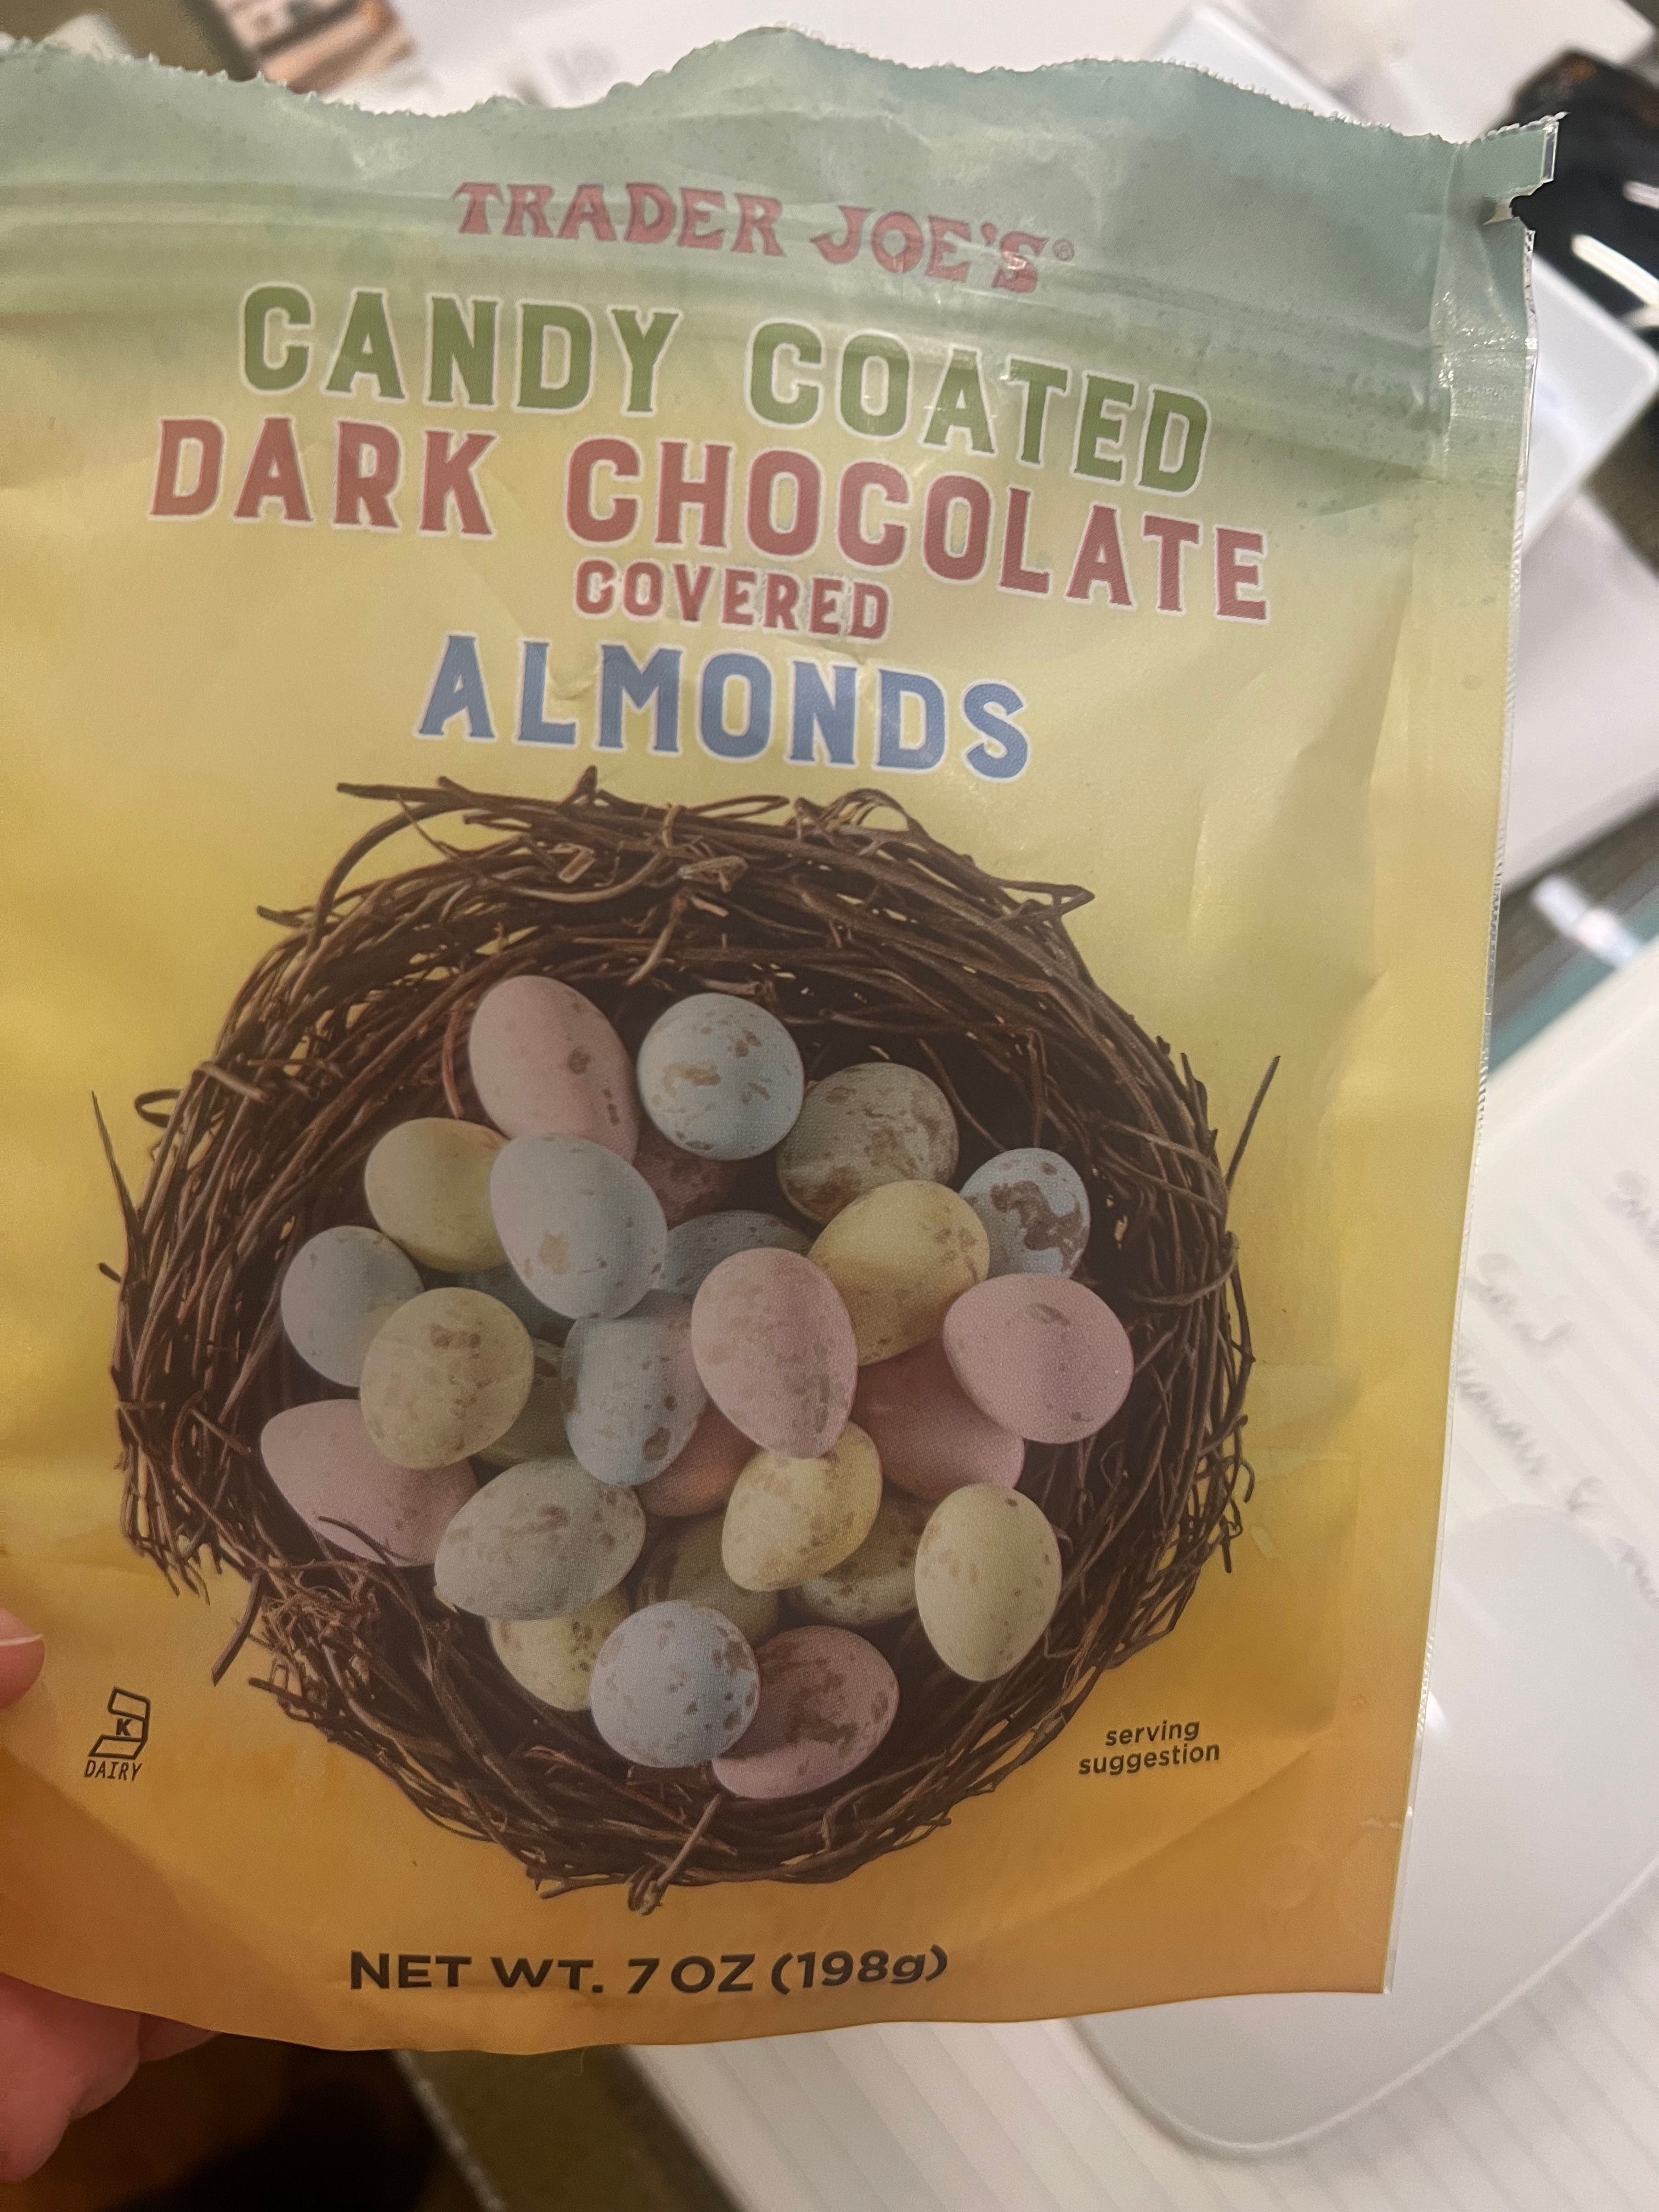 TRADER JOE'S®
CANDY COATED
DARK CHOCOLATE
COVERED
ALMONDS
K
DAIRY
serving
suggestion
NET WT. 7 OZ (198g)